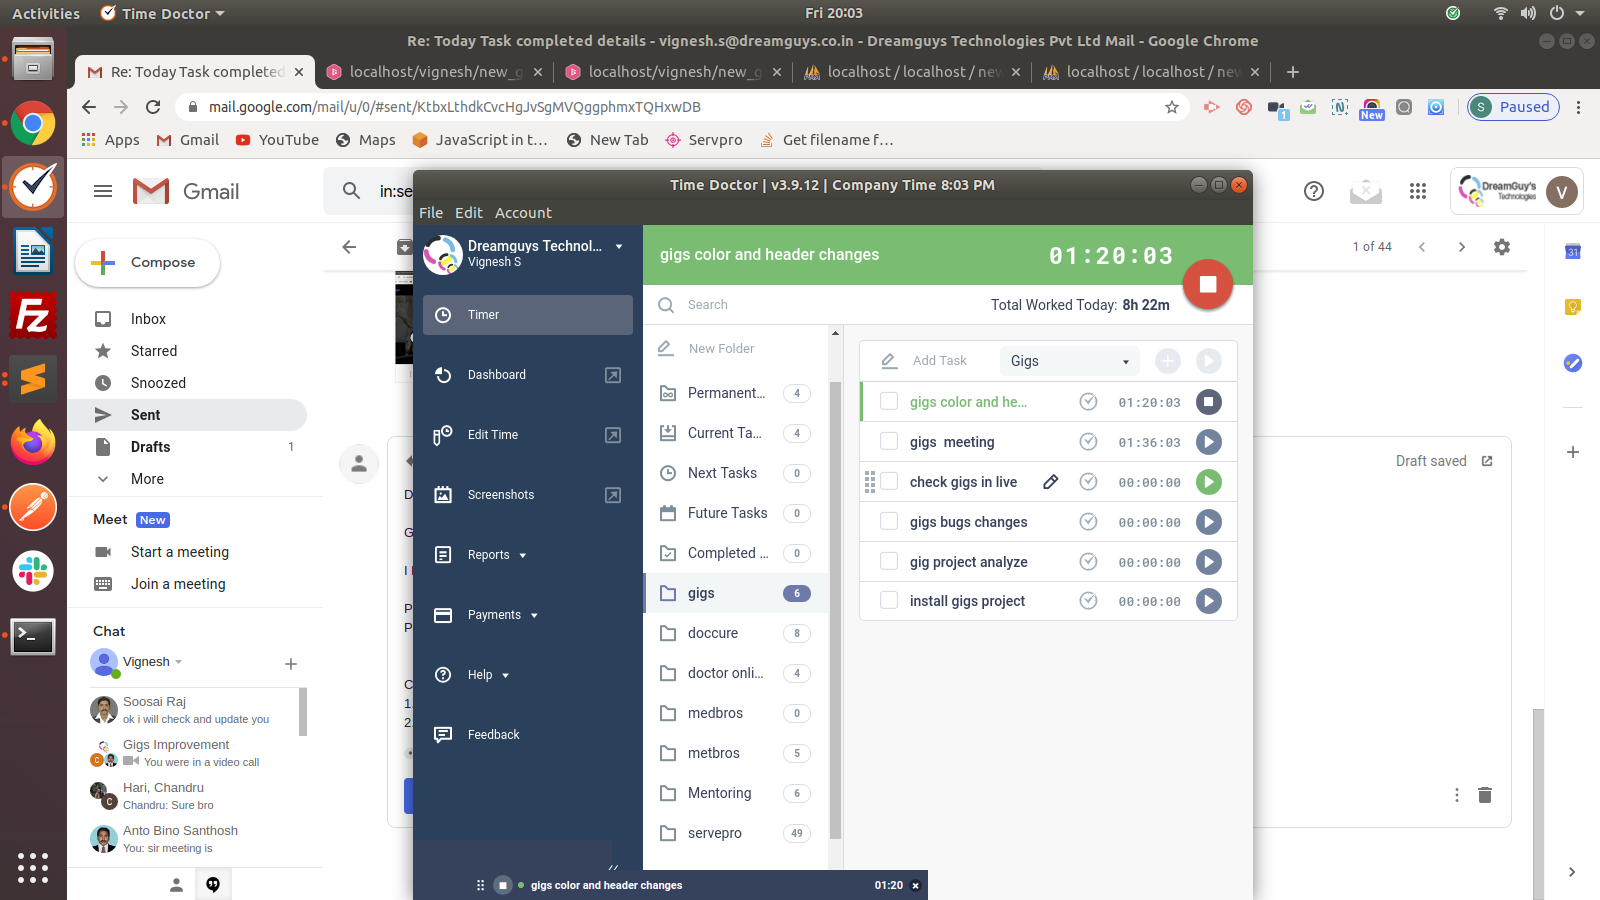 Activities
Time Doctor
Fri 20:03
Re: Today Task completed details - vignesh.s@dreamguys.co.in - Dreamguys Technologies Pvt Ltd Mail - Google Chrome
Re: Today Task completed
localhost/vignesh/new_g
localhost/vignesh/new_g
localhost / localhost / new
localhost / localhost / new
mail.google.com/mail/u/0/#sent/KtbxLthdkCvcHgJvSgMVQggphmxTQHxwDB
1
New
S
Paused
Apps
Gmail
YouTube
Maps
JavaScript in t...
New Tab
Servpro
Get filename f...
Gmail
in:se
DreamGuy's
Technologies
V
Compose
1 of 44
Inbox
Starred
Snoozed
Sent
Drafts
1
More
Meet
New
Start a meeting
Join a meeting
Chat
Vignesh
Soosai Raj
ok i will check and update you
Gigs Improvement
You were in a video call
Hari, Chandru
Chandru: Sure bro
Anto Bino Santhosh
You: sir meeting is
Draft saved
Time Doctor | v3.9.12 | Company Time 8:03 PM
File
Edit
Account
Dreamguys Technol...
Vignesh S
Timer
Dashboard
Edit Time
Screenshots
Reports
Payments
Help
Feedback
gigs color and header changes
01:20:03
Search
Total Worked Today: 8h 22m
New Folder
Permanent... 4
Current Ta... 4
Next Tasks 0
Future Tasks 0
Completed ... 0
gigs 6
doccure 8
doctor onli... 4
medbros 0
metbros 5
Mentoring 6
servepro 49
Add Task
Gigs
gigs color and he... 01:20:03
gigs meeting 01:36:03
check gigs in live 00:00:00
gigs bugs changes 00:00:00
gig project analyze 00:00:00
install gigs project 00:00:00
gigs color and header changes
01:20